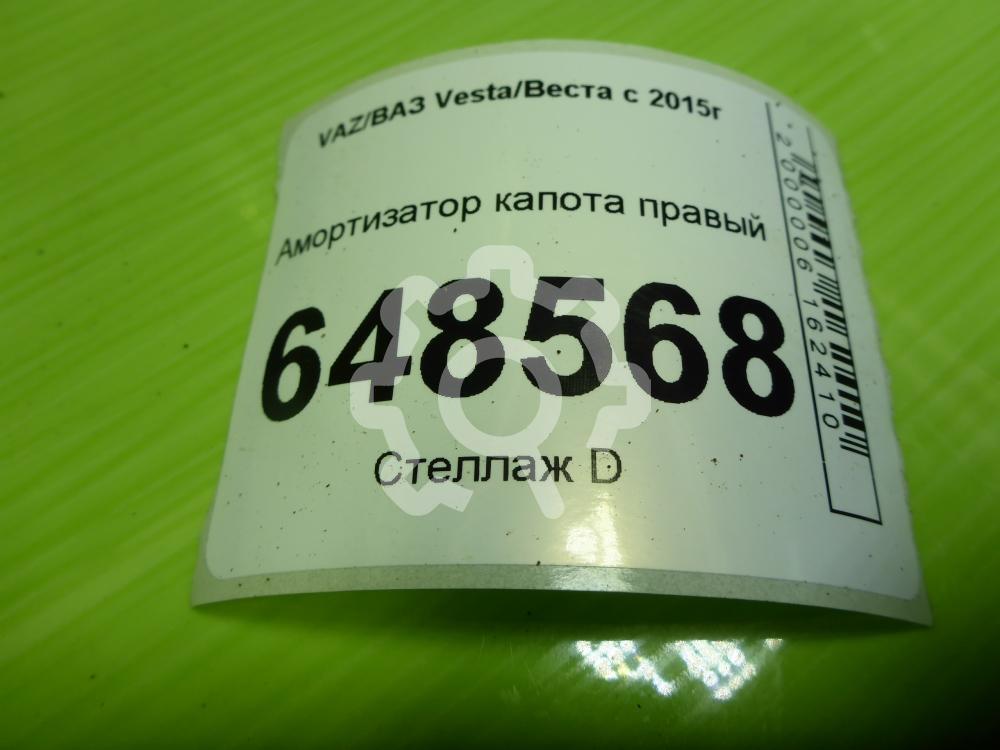 VAZ/ВАЗ Vesta/Веста с 2015г
Амортизатор капота правый
648568
Стеллаж D
2000006162410